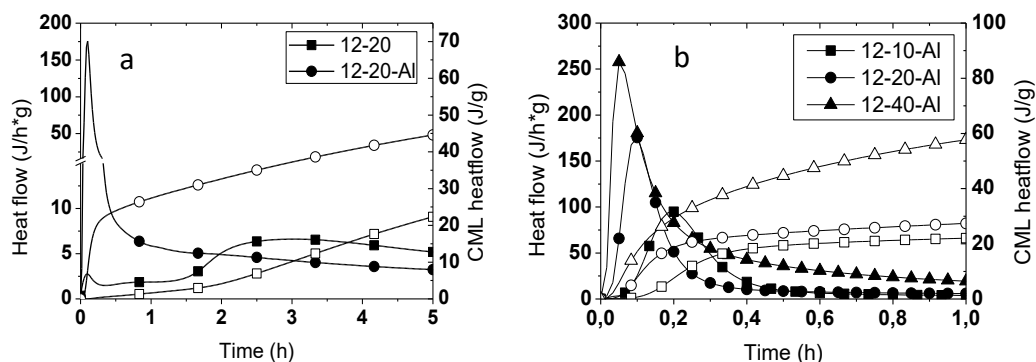 a
12-20
12-20-Al
Heat flow (J/h*g)
200
150
100
50
10
5
0
CML heatflow (J/g)
70
60
50
40
30
20
10
0
0 1 2 3 4 5
Time (h)
b
12-10-Al
12-20-Al
12-40-Al
Heat flow (J/h*g)
300
250
200
150
100
50
0
CML heatflow (J/g)
100
80
60
40
20
0
0,0 0,2 0,4 0,6 0,8 1,0
Time (h)